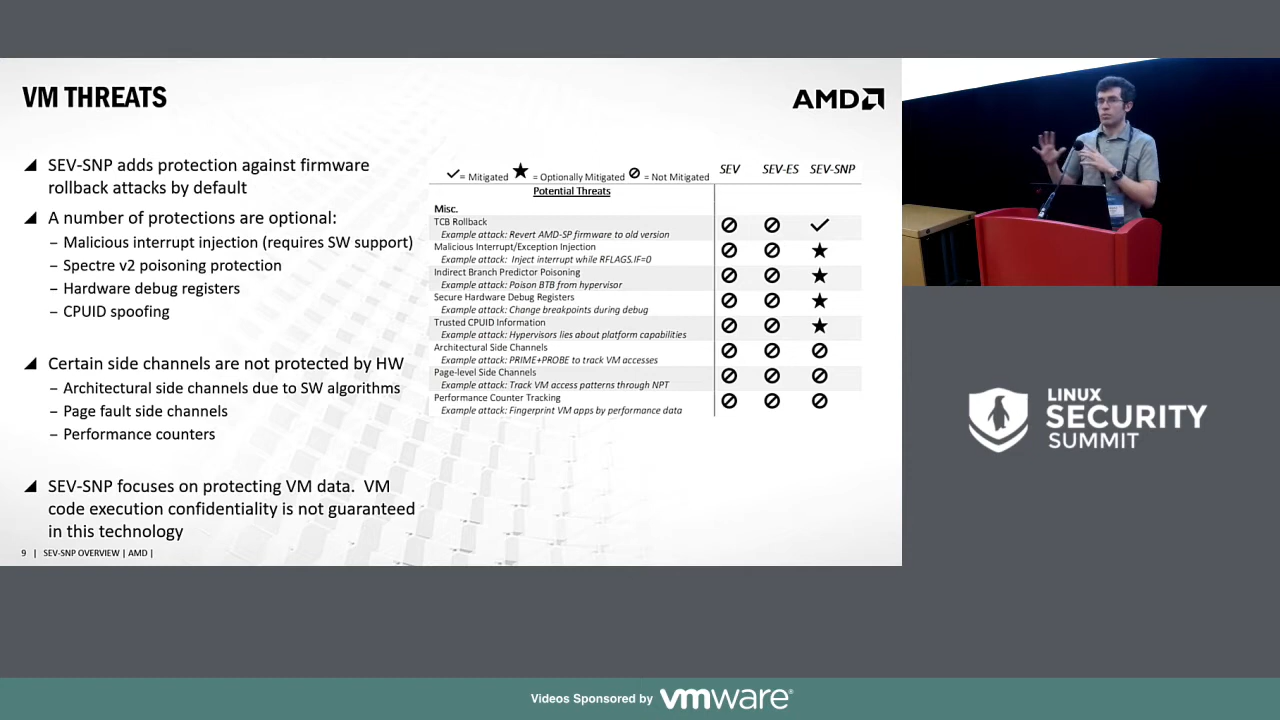 VM THREATS
AMD
SEV-SNP adds protection against firmware
rollback attacks by default
A number of protections are optional:
– Malicious interrupt injection (requires SW support)
– Spectre v2 poisoning protection
– Hardware debug registers
– CPUID spoofing
Certain side channels are not protected by HW
– Architectural side channels due to SW algorithms
– Page fault side channels
– Performance counters
SEV-SNP focuses on protecting VM data. VM
code execution confidentiality is not guaranteed
in this technology
9 | SEV-SNP OVERVIEW | AMD |
✓= Mitigated ★ = Optionally Mitigated ⊘ = Not Mitigated SEV SEV-ES SEV-SNP
Potential Threats
Misc.
TCB Rollback ⊘ ⊘ ✓
Example attack: Revert AMD-SP firmware to old version
Malicious Interrupt/Exception Injection ⊘ ⊘ ★
Example attack: Inject interrupt while RFLAGS.IF=0
Indirect Branch Predictor Poisoning ⊘ ⊘ ★
Example attack: Poison BTB from hypervisor
Secure Hardware Debug Registers ⊘ ⊘ ★
Example attack: Change breakpoints during debug
Trusted CPUID Information ⊘ ⊘ ★
Example attack: Hypervisors lies about platform capabilities
Architectural Side Channels ⊘ ⊘ ⊘
Example attack: PRIME+PROBE to track VM accesses
Page-level Side Channels ⊘ ⊘ ⊘
Example attack: Track VM access patterns through NPT
Performance Counter Tracking ⊘ ⊘ ⊘
Example attack: Fingerprint VM apps by performance data
LINUX
SECURITY
SUMMIT
Videos Sponsored by vmware®